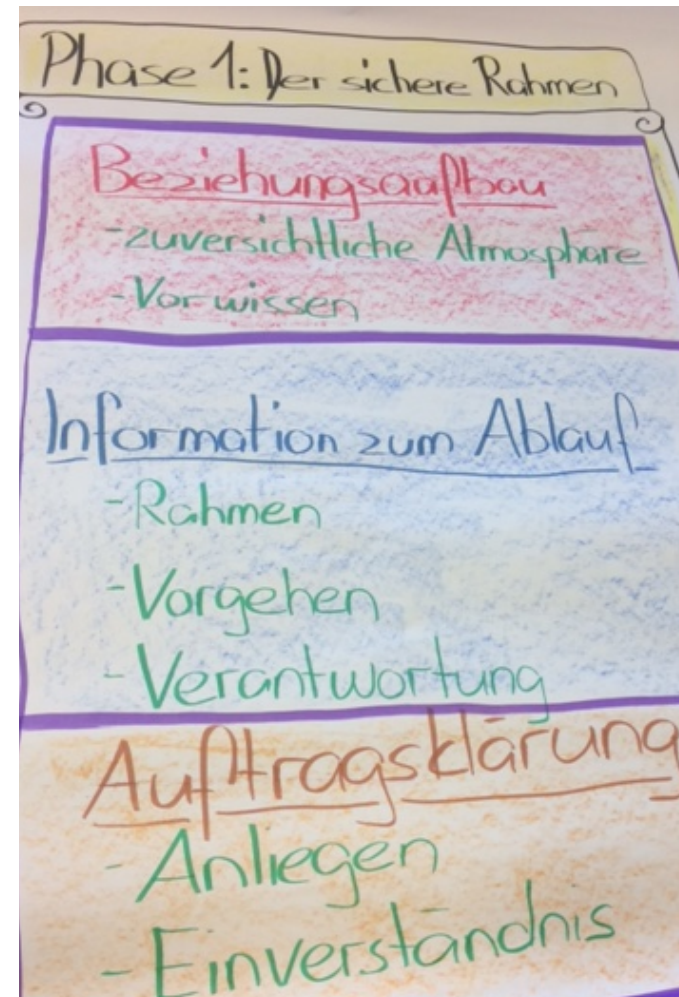 Phase 1: Der sichere Rahmen
Beziehungsaufbau
-zuversichtliche Atmosphäre
-Vorwissen
Information zum Ablauf
-Rahmen
-Vorgehen
-Verantwortung
Auftragsklärung
-Anliegen
-Einverständnis